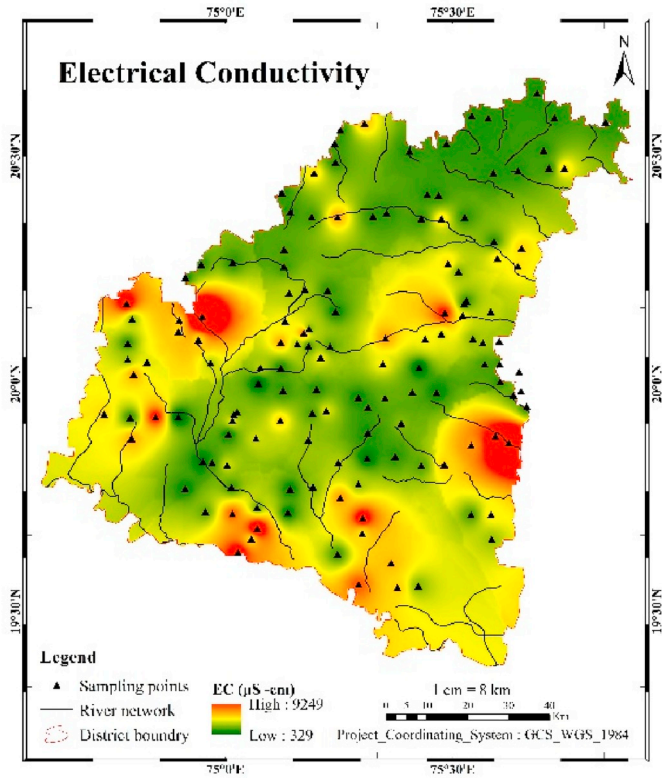 75°0'E 75°30'E
N
Electrical Conductivity
20°30'N 20°30'N
20°0'N 20°0'N
19°30'N 19°30'N
Legend
Sampling points
River network
District boundry
EC (µS -cm)
High : 9249
Low : 329
1 cm = 8 km
0 5 10 20 30 40
Km
Project_Coordinating_System : GCS_WGS_1984
75°0'E 75°30'E